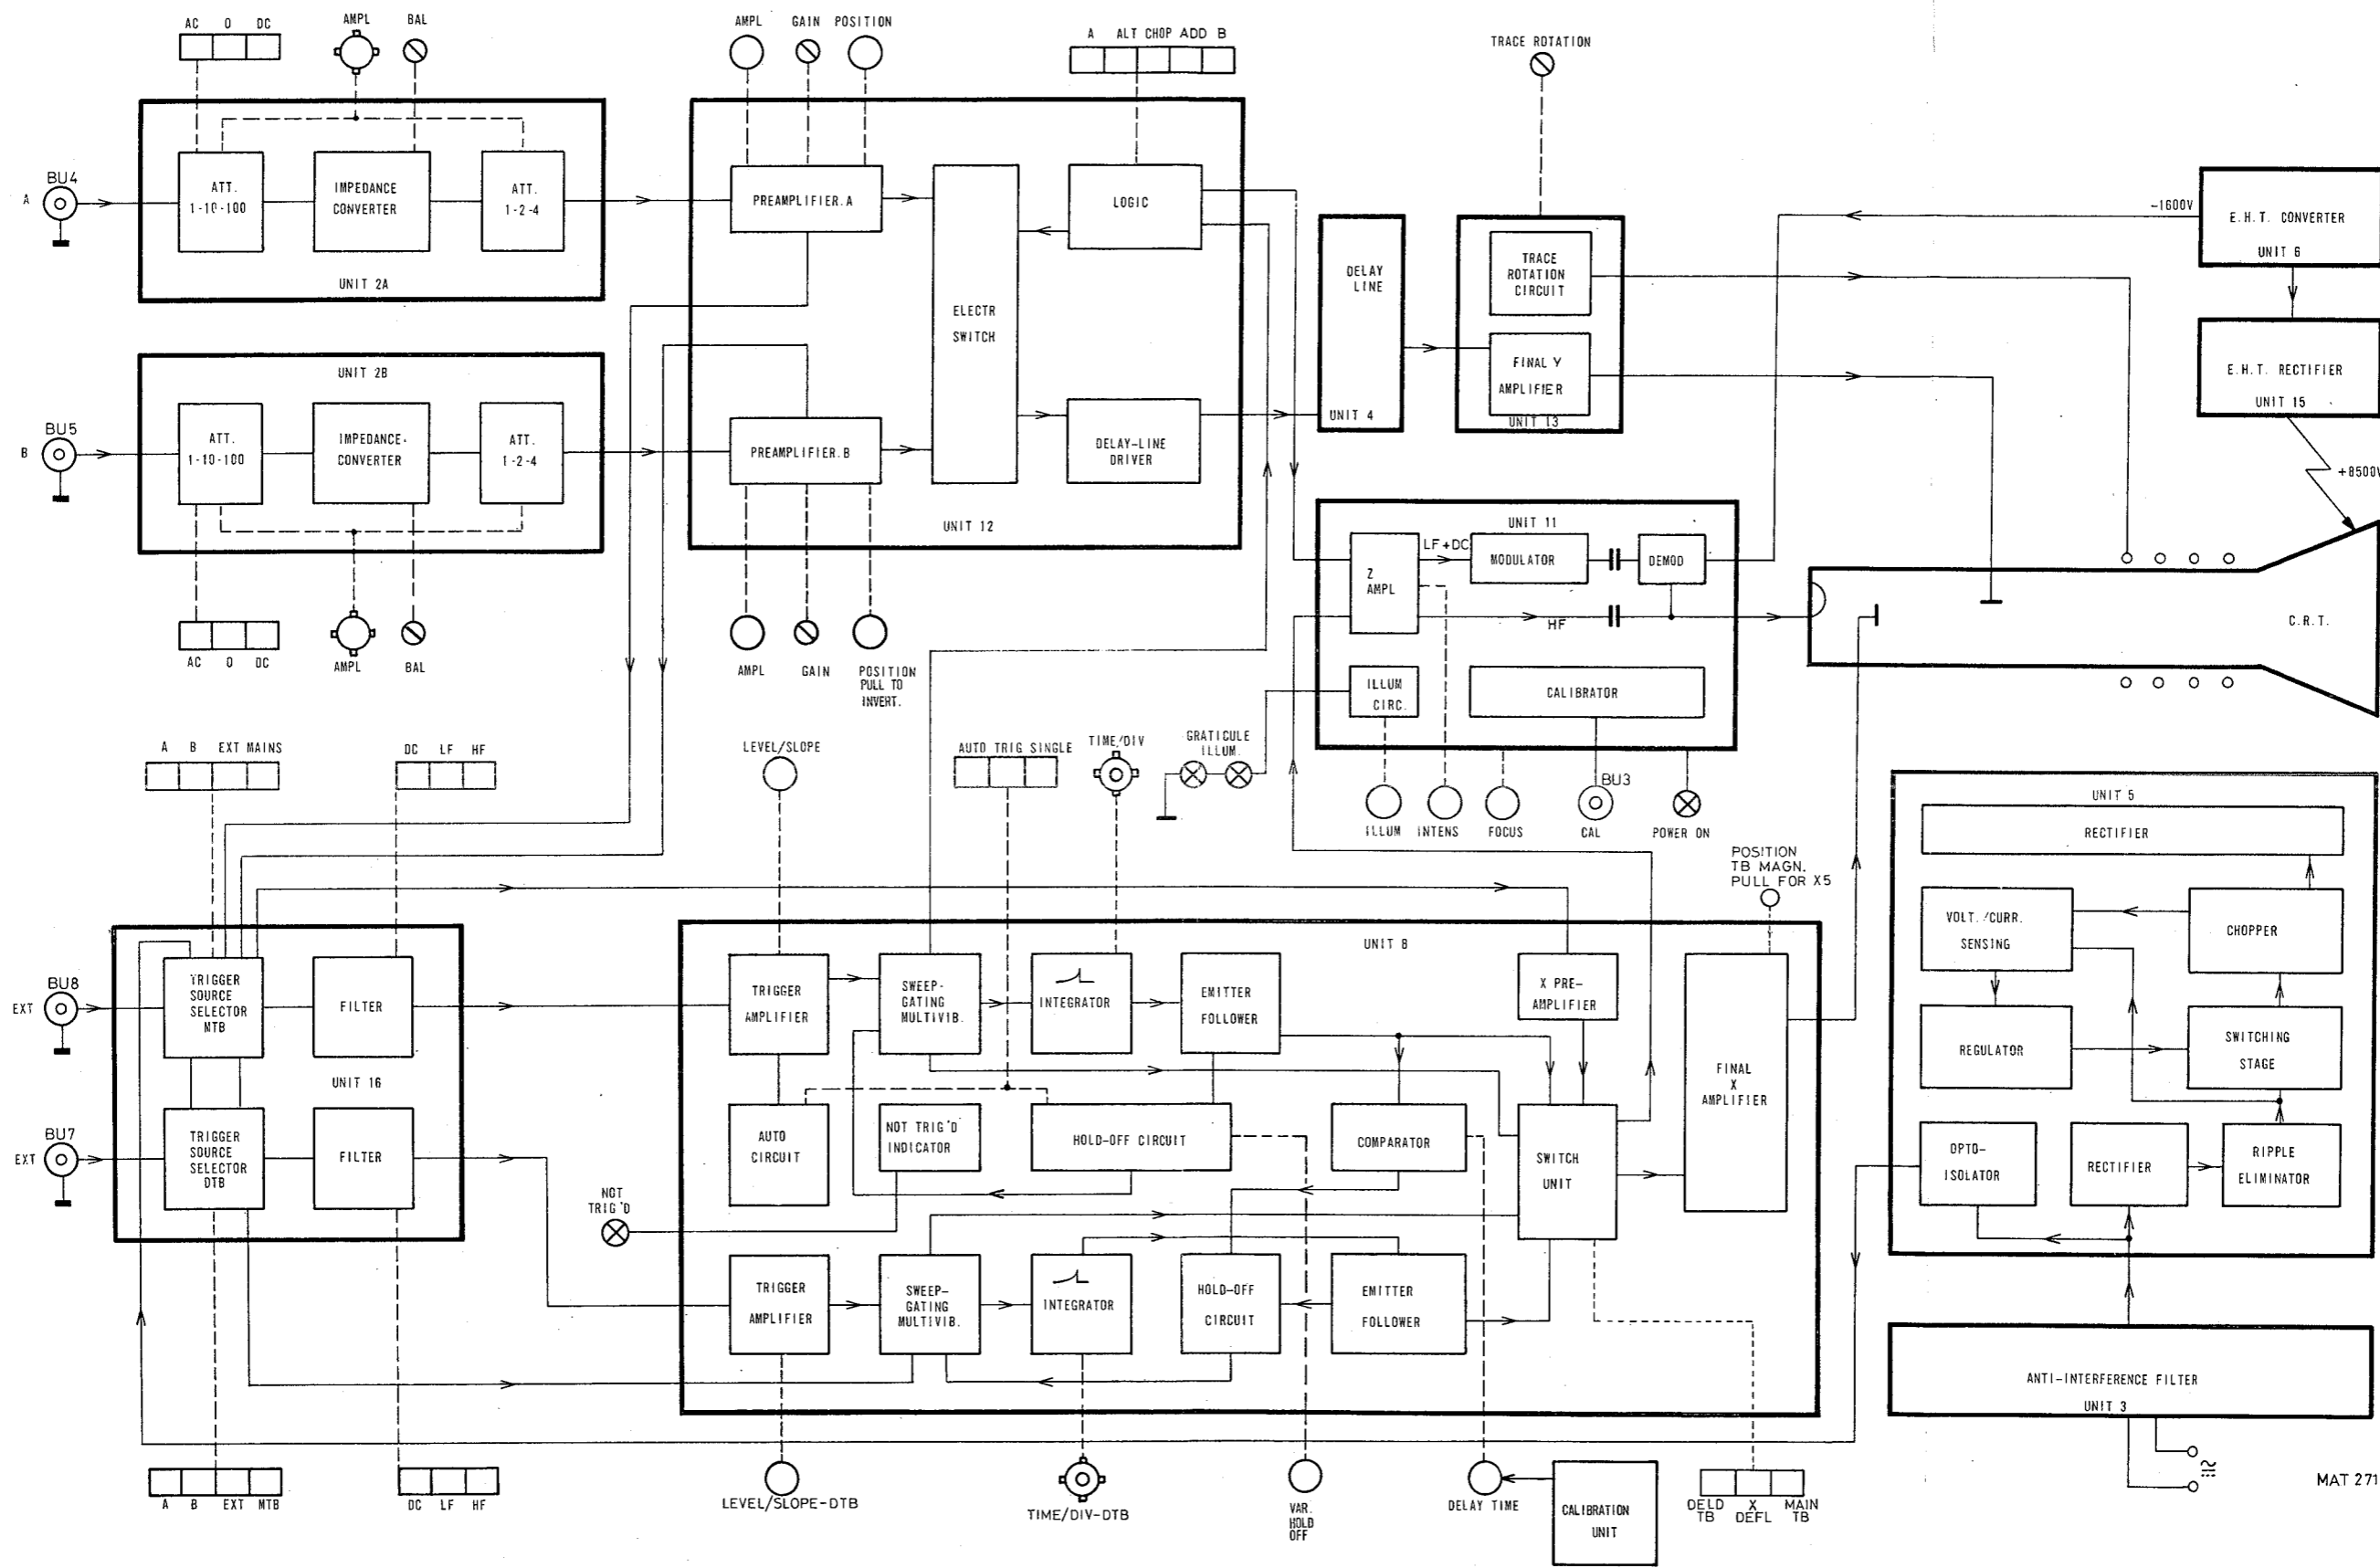 AC O DC
AMPL
BAL
AMPL
GAIN
POSITION
A ALT CHOP ADD B
TRACE ROTATION
BU4
A
ATT.
1-10-100
IMPEDANCE
CONVERTER
ATT.
1-2-4
UNIT 2A
PREAMPLIFIER.A
ELECTR
SWITCH
LOGIC
DELAY
LINE
UNIT 4
TRACE
ROTATION
CIRCUIT
FINAL Y
AMPLIFIER
UNIT 13
-1600V
E.H.T. CONVERTER
UNIT 6
E.H.T. RECTIFIER
UNIT 15
+8500V
UNIT 2B
BU5
B
ATT.
1-10-100
IMPEDANCE.
CONVERTER
ATT.
1-2-4
PREAMPLIFIER.B
DELAY-LINE
DRIVER
UNIT 12
AC O DC
AMPL
BAL
AMPL
GAIN
POSITION
PULL TO
INVERT.
UNIT 11
Z
AMPL
LF+DC
MODULATOR
DEMOD
HF
ILLUM
CIRC.
CALIBRATOR
C.R.T.
GRATICULE
ILLUM.
ILLUM
INTENS
FOCUS
BU3
CAL
POWER ON
A B EXT MAINS
DC LF HF
LEVEL/SLOPE
AUTO TRIG SINGLE
TIME/DIV
POSITION
TB MAGN.
PULL FOR X5
UNIT 5
RECTIFIER
VOLT./CURR.
SENSING
CHOPPER
REGULATOR
SWITCHING
STAGE
OPTO-
ISOLATOR
RECTIFIER
RIPPLE
ELIMINATOR
BU8
EXT
TRIGGER
SOURCE
SELECTOR
MTB
FILTER
UNIT 16
BU7
EXT
TRIGGER
SOURCE
SELECTOR
DTB
FILTER
UNIT 8
TRIGGER
AMPLIFIER
SWEEP-
GATING
MULTIVIB.
INTEGRATOR
EMITTER
FOLLOWER
X PRE-
AMPLIFIER
FINAL
X
AMPLIFIER
AUTO
CIRCUIT
NOT TRIG'D
INDICATOR
HOLD-OFF CIRCUIT
COMPARATOR
SWITCH
UNIT
NOT
TRIG'D
TRIGGER
AMPLIFIER
SWEEP-
GATING
MULTIVIB.
INTEGRATOR
HOLD-OFF
CIRCUIT
EMITTER
FOLLOWER
ANTI-INTERFERENCE FILTER
UNIT 3
A B EXT MTB
DC LF HF
LEVEL/SLOPE-DTB
TIME/DIV-DTB
VAR.
HOLD
OFF
DELAY TIME
CALIBRATION
UNIT
DEL'D
TB
X
DEFL
MAIN
TB
MAT 271